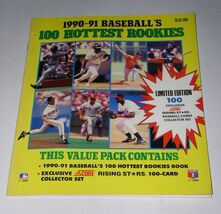 1990-91 BASEBALL'S
$12.95
100 HOTTEST ROOKIES
LIMITED EDITION
100
EXCLUSIVE
SCORE
RISING ST★RS
BASEBALL CARDS
COLLECTOR SET
THIS VALUE PACK CONTAINS
• 1990-91 BASEBALL'S 100 HOTTEST ROOKIES BOOK
• EXCLUSIVE SCORE RISING ST★RS 100-CARD
COLLECTOR SET